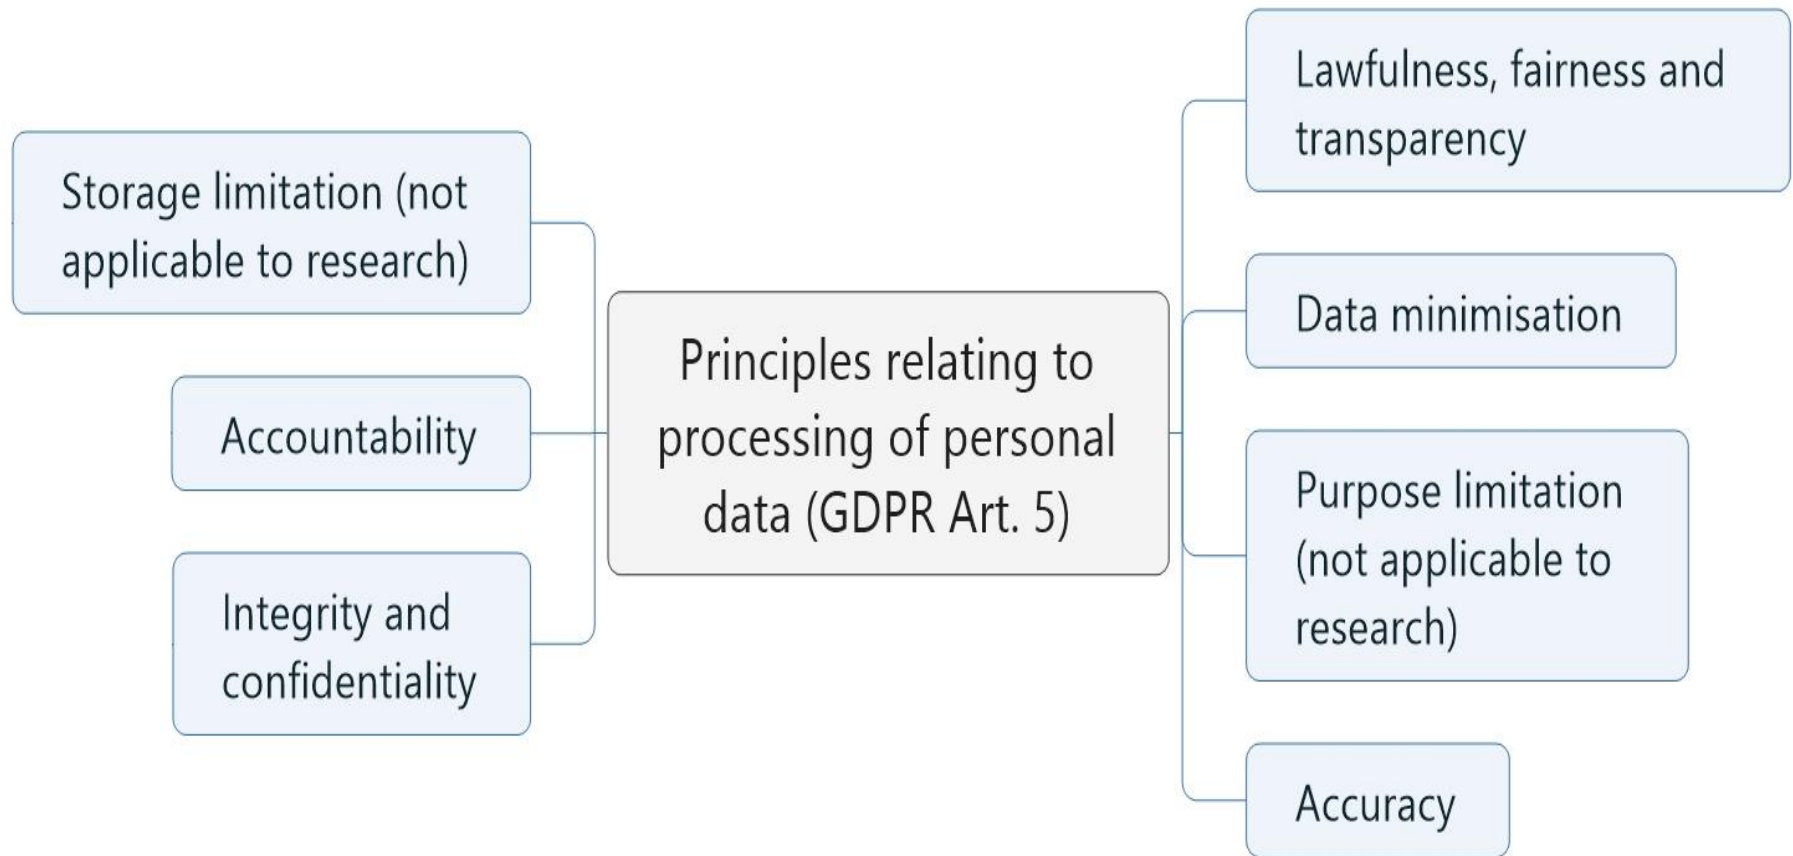 Storage limitation (not
applicable to research)
Accountability
Integrity and
confidentiality
Principles relating to
processing of personal
data (GDPR Art. 5)
Lawfulness, fairness and
transparency
Data minimisation
Purpose limitation
(not applicable to
research)
Accuracy